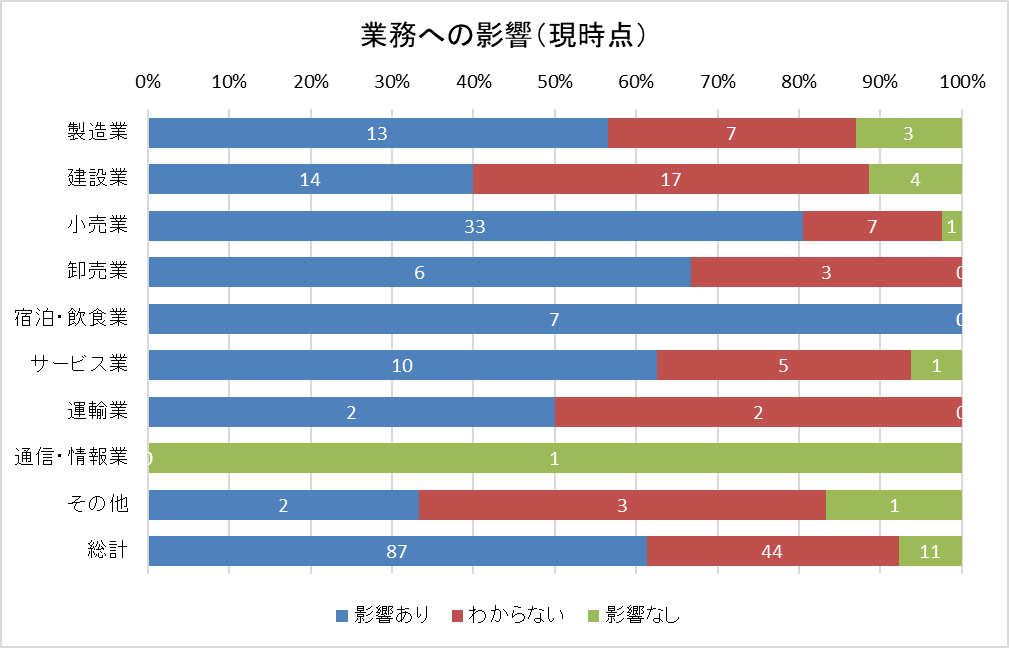 業務への影響（現時点）
0% 10% 20% 30% 40% 50% 60% 70% 80% 90% 100%
製造業 13 7 3
建設業 14 17 4
小売業 33 7 1
卸売業 6 3 0
宿泊・飲食業 7 0
サービス業 10 5 1
運輸業 2 2 0
通信・情報業 0 1
その他 2 3 1
総計 87 44 11
影響あり わからない 影響なし